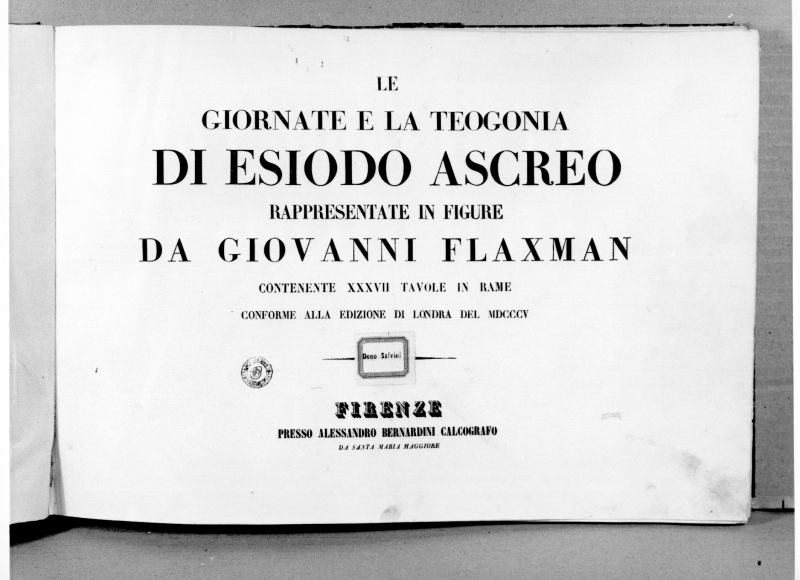 LE
GIORNATE E LA TEOGONIA
DI ESIODO ASCREO
RAPPRESENTATE IN FIGURE
DA GIOVANNI FLAXMAN
CONTENENTE XXXVII TAVOLE IN RAME
CONFORME ALLA EDIZIONE DI LONDRA DEL MDCCCV
Dono Salvini
FIRENZE
PRESSO ALESSANDRO BERNARDINI CALCOGRAFO
DA SANTA MARIA MAGGIORE